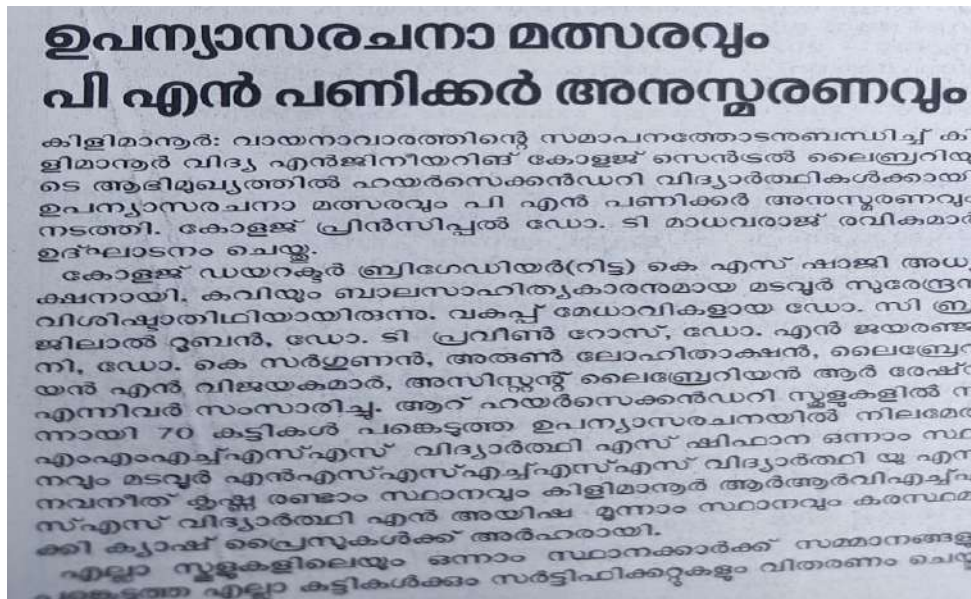 ഉപന്യാസരചനാ മത്സരവും
പി എൻ പണിക്കർ അനുസ്മരണവും
കിളിമാനൂർ: വായനാവാരത്തിന്റെ സമാപനത്തോടനുബന്ധിച്ച് കി
ളിമാനൂർ വിദ്യ എൻജിനീയറിങ് കോളജ് സെൻട്രൽ ലൈബ്രറിയു
ടെ ആഭിമുഖ്യത്തിൽ ഹയർസെക്കൻഡറി വിദ്യാർത്ഥികൾക്കായി
ഉപന്യാസരചനാ മത്സരവും പി എൻ പണിക്കർ അനുസ്മരണവും
നടത്തി. കോളജ് പ്രിൻസിപ്പൽ ഡോ. ടി മാധവരാജ് രവികുമാർ
ഉദ്ഘാടനം ചെയ്തു.
കോളജ് ഡയറക്ടർ ബ്രിഗേഡിയർ(റിട്ട) കെ എസ് ഷാജി അധ്യ
ക്ഷനായി. കവിയും ബാലസാഹിത്യകാരനുമായ മടവൂർ സുരേന്ദ്രൻ
വിശിഷ്ടാതിഥിയായിരുന്നു. വകുപ്പ് മേധാവികളായ ഡോ. സി ബ്ര
ജിലാൽ റൂബൻ, ഡോ. ടി പ്രവീൺ റോസ്, ഡോ. എൻ ജയരഞ്ജ
നി, ഡോ. കെ സർഗുണൻ, അരുൺ ലോഹിതാക്ഷൻ, ലൈബ്രേറി
യൻ എൻ വിജയകുമാർ, അസിസ്റ്റന്റ് ലൈബ്രേറിയൻ ആർ
എന്നിവർ സംസാരിച്ചു. ആറ് ഹയർസെക്കൻഡറി സ്കൂളുകളിൽ നി
ന്നായി 70 കുട്ടികൾ പങ്കെടുത്ത ഉപന്യാസരചനയിൽ നിലമേൽ
എംഎംഎച്ച്എസ്എസ് വിദ്യാർത്ഥി എസ് ഷിഫാന ഒന്നാം സ്ഥാ
നവും മടവൂർ എൻഎസ്എസ്എച്ച്എസ്എസ് വിദ്യാർത്ഥി യു എസ്
നവനീത് കൃഷ്ണ രണ്ടാം സ്ഥാനവും കിളിമാനൂർ ആർആർവിഎച്ച്എ
സ്എസ് വിദ്യാർത്ഥി എൻ അയിഷ മൂന്നാം സ്ഥാനവും കരസ്ഥമാ
ക്കി ക്യാഷ് പ്രൈസുകൾക്ക് അർഹരായി.
എല്ലാ സ്കൂളുകളിലെയും ഒന്നാം സ്ഥാനക്കാർക്ക് സമ്മാനങ്ങളും
പങ്കെടുത്ത എല്ലാ കുട്ടികൾക്കും സർട്ടിഫിക്കറ്റുകളും വിതരണം ചെയ്തു